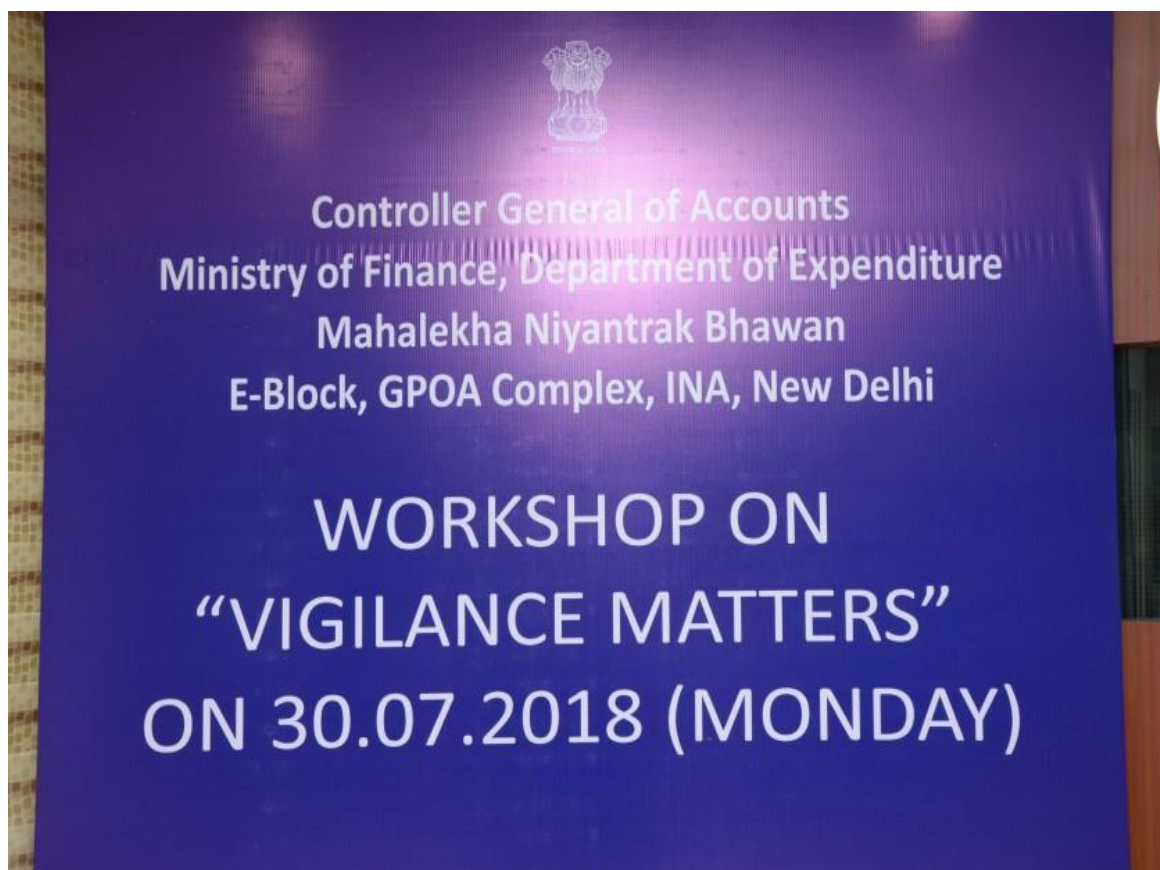 Controller General of Accounts
Ministry of Finance, Department of Expenditure
Mahalekha Niyantrak Bhawan
E-Block, GPOA Complex, INA, New Delhi
WORKSHOP ON
“VIGILANCE MATTERS”
ON 30.07.2018 (MONDAY)